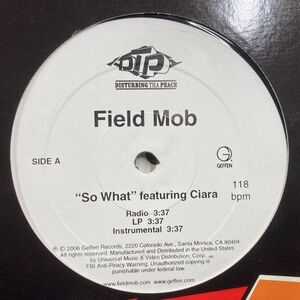 DTP
DISTURBING THA PEACE
Field Mob
SIDE A
G
GEFFEN
"So What" featuring Ciara
118
bpm
Radio 3:37
LP 3:37
Instrumental 3:37
℗ © 2006 Geffen Records, 2220 Colorado Ave., Santa Monica, CA 90404.
All rights reserved. Manufactured and Distributed in the United States
by Universal Music & Video Distribution, Corp.
FBI Anti-Piracy Warning: Unauthorized copying is
punishable under federal law.
www.fieldmob.com www.geffen.com